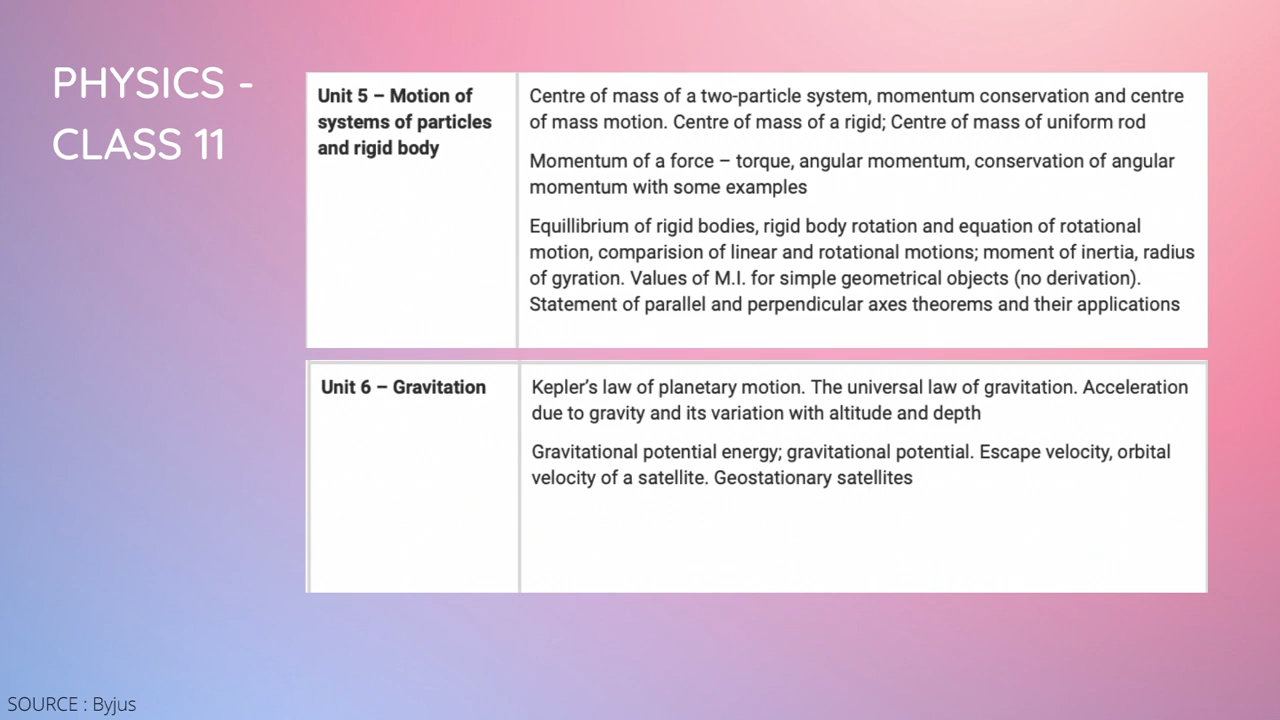 PHYSICS -
CLASS 11
Unit 5 – Motion of
systems of particles
and rigid body
Centre of mass of a two-particle system, momentum conservation and centre
of mass motion. Centre of mass of a rigid; Centre of mass of uniform rod
Momentum of a force – torque, angular momentum, conservation of angular
momentum with some examples
Equillibrium of rigid bodies, rigid body rotation and equation of rotational
motion, comparision of linear and rotational motions; moment of inertia, radius
of gyration. Values of M.I. for simple geometrical objects (no derivation).
Statement of parallel and perpendicular axes theorems and their applications
Unit 6 – Gravitation
Kepler’s law of planetary motion. The universal law of gravitation. Acceleration
due to gravity and its variation with altitude and depth
Gravitational potential energy; gravitational potential. Escape velocity, orbital
velocity of a satellite. Geostationary satellites
SOURCE : Byjus